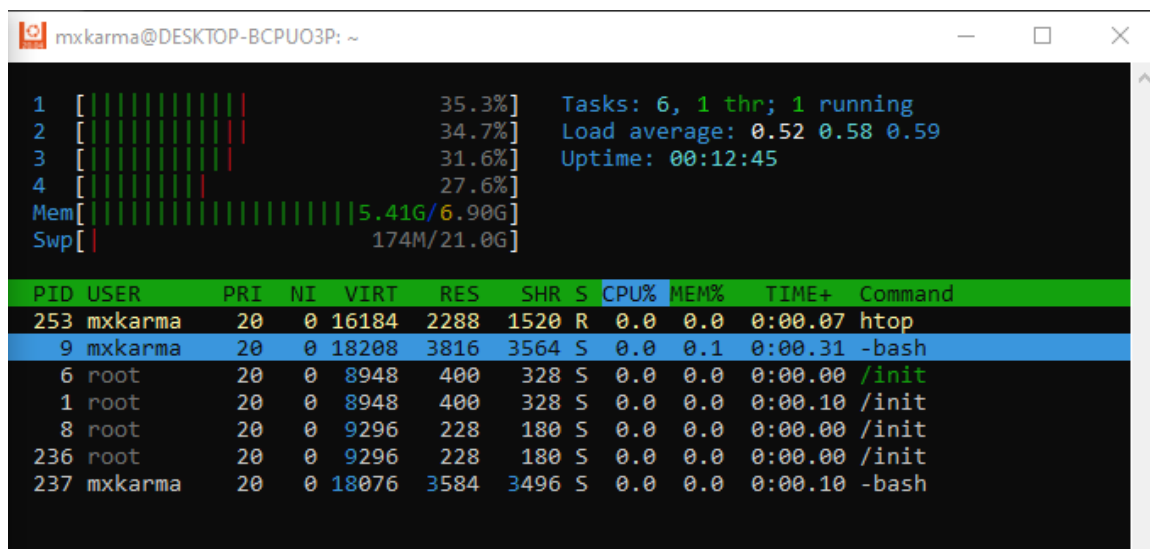 mxkarma@DESKTOP-BCPUO3P: ~
1 [||||||||||||| 35.3%] Tasks: 6, 1 thr; 1 running
2 [||||||||||||| 34.7%] Load average: 0.52 0.58 0.59
3 [|||||||||||| 31.6%] Uptime: 00:12:45
4 [||||||||| 27.6%]
Mem[||||||||||||||||||||5.41G/6.90G]
Swp[| 174M/21.0G]
PID USER PRI NI VIRT RES SHR S CPU% MEM% TIME+ Command
253 mxkarma 20 0 16184 2288 1520 R 0.0 0.0 0:00.07 htop
9 mxkarma 20 0 18208 3816 3564 S 0.0 0.1 0:00.31 -bash
6 root 20 0 8948 400 328 S 0.0 0.0 0:00.00 /init
1 root 20 0 8948 400 328 S 0.0 0.0 0:00.10 /init
8 root 20 0 9296 228 180 S 0.0 0.0 0:00.00 /init
236 root 20 0 9296 228 180 S 0.0 0.0 0:00.00 /init
237 mxkarma 20 0 18076 3584 3496 S 0.0 0.0 0:00.10 -bash